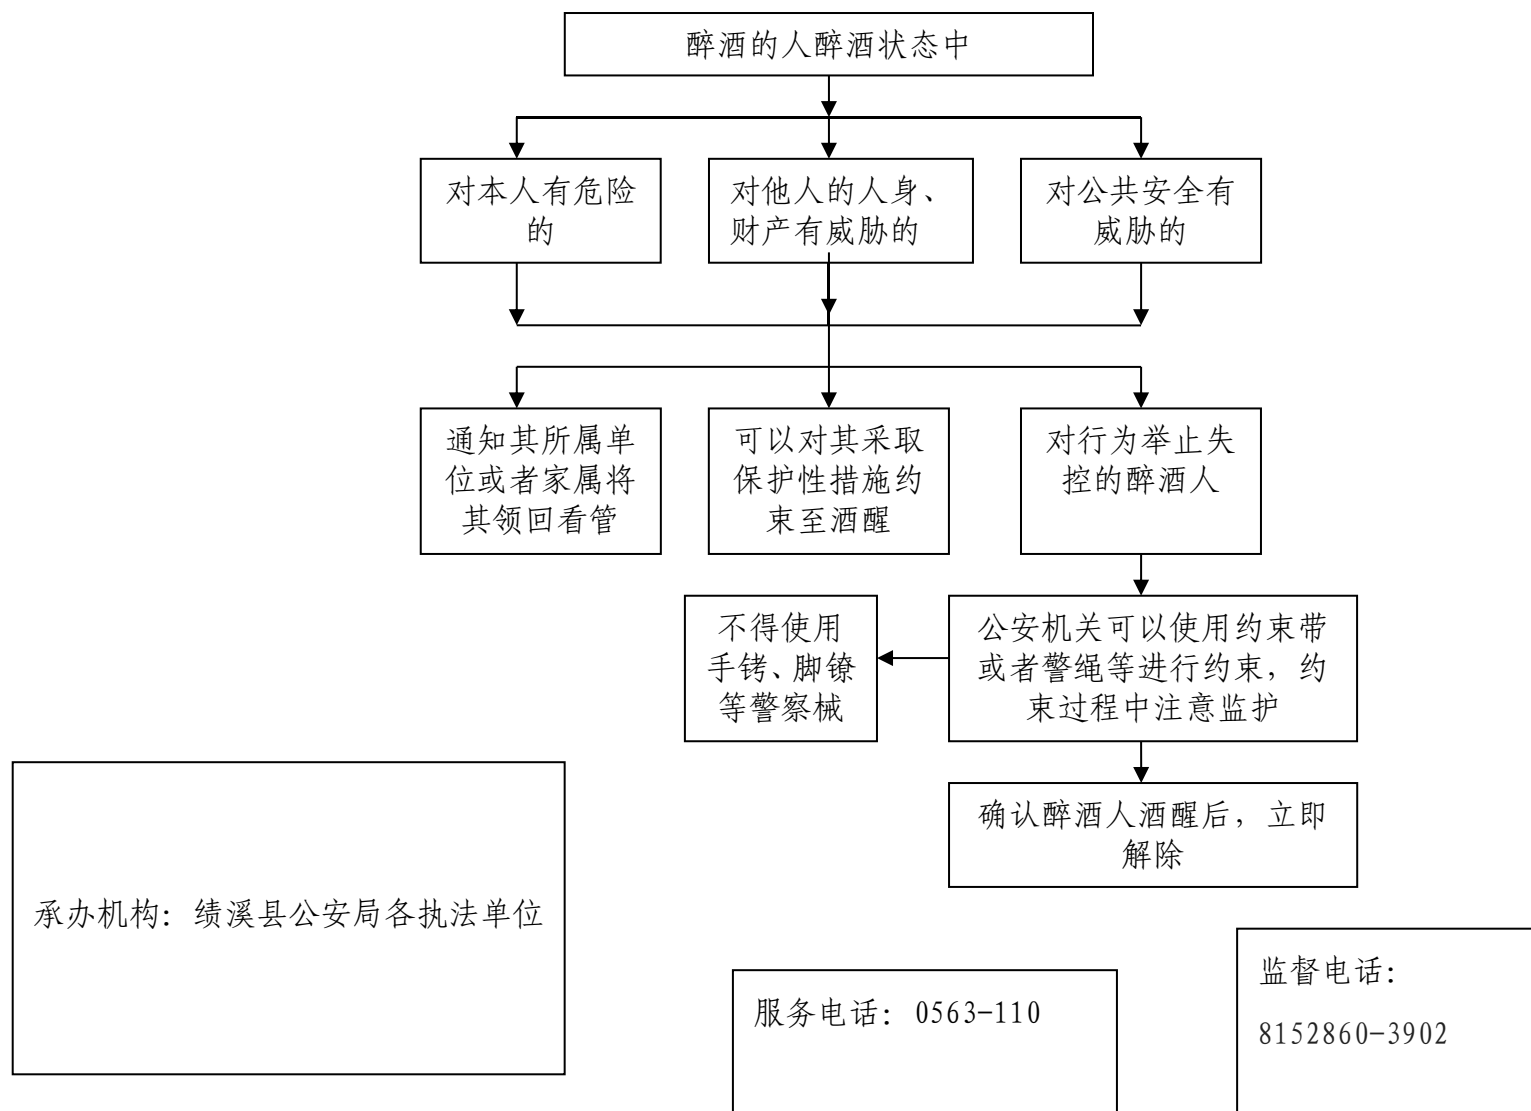 醉酒的人醉酒状态中
对本人有危险
的
对他人的人身、
财产有威胁的
对公共安全有
威胁的
通知其所属单
位或者家属将
其领回看管
可以对其采取
保护性措施约
束至酒醒
对行为举止失
控的醉酒人
不得使用
手铐、脚镣
等警察械
公安机关可以使用约束带
或者警绳等进行约束，约
束过程中注意监护
确认醉酒人酒醒后，立即
解除
承办机构：绩溪县公安局各执法单位
服务电话：0563-110
监督电话：
8152860-3902